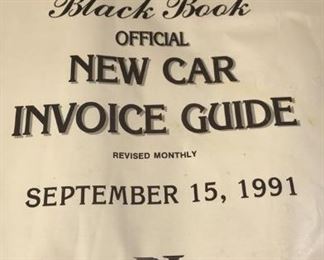 Black Book
OFFICIAL
NEW CAR
INVOICE GUIDE
REVISED MONTHLY
SEPTEMBER 15, 1991